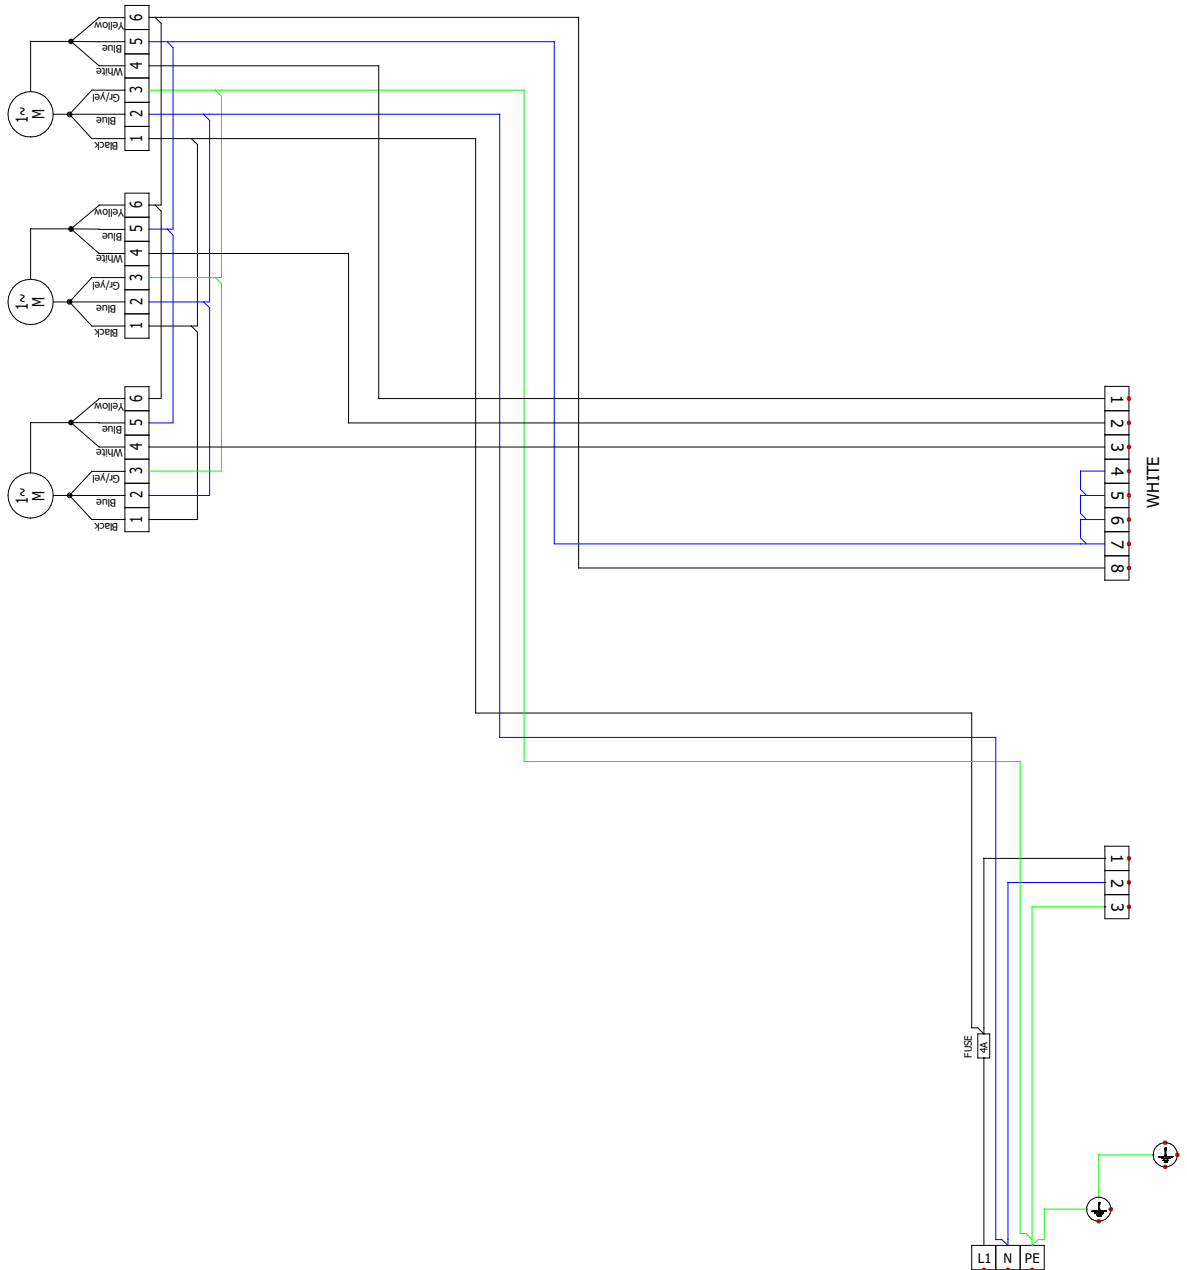 6
Yellow
5
Blue
4
White
3
Gr/yel
2
Blue
1
Black
1~
M
6
Yellow
5
Blue
4
White
3
Gr/yel
2
Blue
1
Black
1~
M
6
Yellow
5
Blue
4
White
3
Gr/yel
2
Blue
1
Black
1~
M
1
2
3
4
5
6
7
8
WHITE
1
2
3
FUSE
4A
L1 N PE